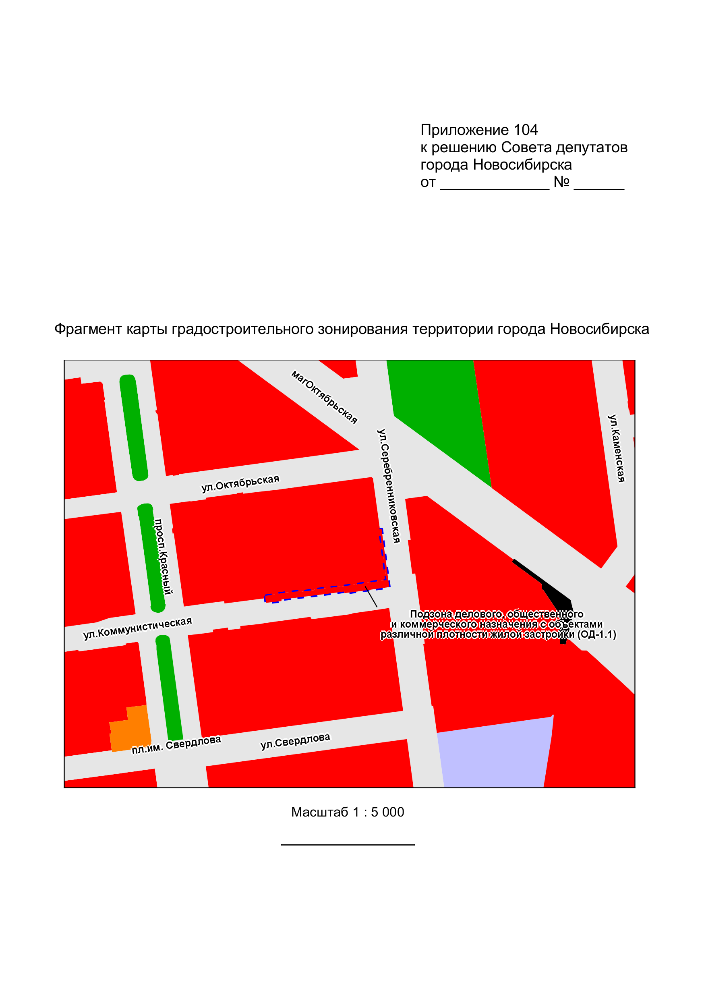 Приложение 104
к решению Совета депутатов
города Новосибирска
от _____________ № ______
Фрагмент карты градостроительного зонирования территории города Новосибирска
магОктябрьская
ул.Серебренниковская
ул.Каменская
ул.Октябрьская
просп.Красный
ул.Коммунистическая
Подзона делового, общественного
и коммерческого назначения с объектами
различной плотности жилой застройки (ОД-1.1)
пл.им. Свердлова
ул.Свердлова
Масштаб 1 : 5 000